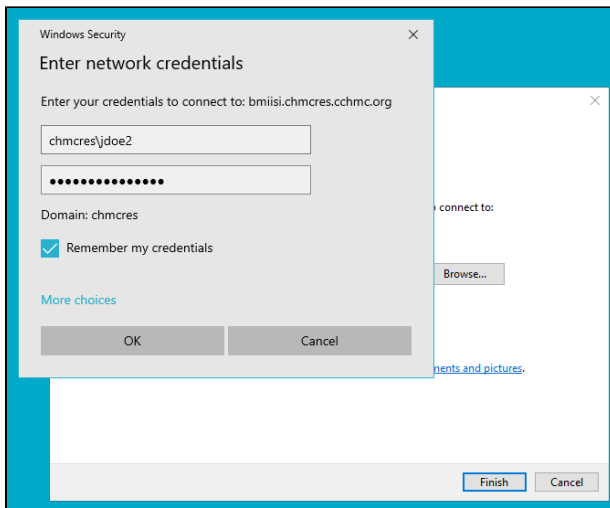 Windows Security
Enter network credentials
Enter your credentials to connect to: bmiisi.chmcres.cchmc.org
chmcres\jdoe2
●●●●●●●●●●●●●●●
Domain: chmcres
Remember my credentials
More choices
OK Cancel
connect to:
Browse...
and pictures.
Finish Cancel